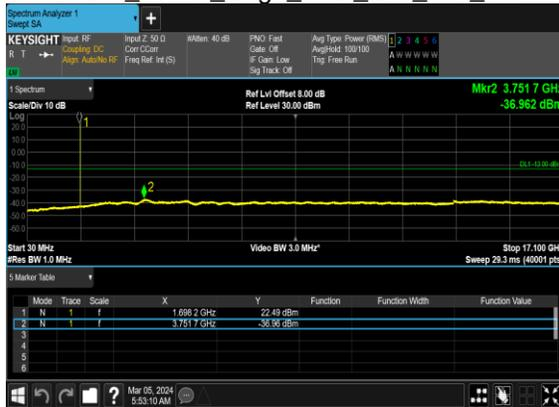 Spectrum Analyzer 1
Swept SA
+
KEYSIGHT Input: RF Input Z: 50 Ω #Atten: 40 dB PNO: Fast Avg Type: Power (RMS) 1 2 3 4 5 6
R T Coupling: DC Corr CCorr Gate: Off Avg|Hold: 100/100 A W W W W W
Align: Auto/No RF Freq Ref: Int (S) IF Gain: Low Trig: Free Run
LW Sig Track: Off A N N N N N
1 Spectrum Ref Lvl Offset 8.00 dB Mkr2 3.751 7 GHz
Scale/Div 10 dB Ref Level 30.00 dBm -36.962 dBm
Log
20.0
10.0
0.00
-10.0
-20.0
-30.0
-40.0
-50.0
-60.0
1
DL1 -13.00 dBm
2
Start 30 MHz Video BW 3.0 MHz* Stop 17.100 GHz
#Res BW 1.0 MHz Sweep 29.3 ms (40001 pts)
5 Marker Table
Mode Trace Scale X Y Function Function Width Function Value
1 N 1 f 1.698 2 GHz 22.49 dBm
2 N 1 f 3.751 7 GHz -36.96 dBm
3
4
5
6
? Mar 05, 2024
5:53:10 AM